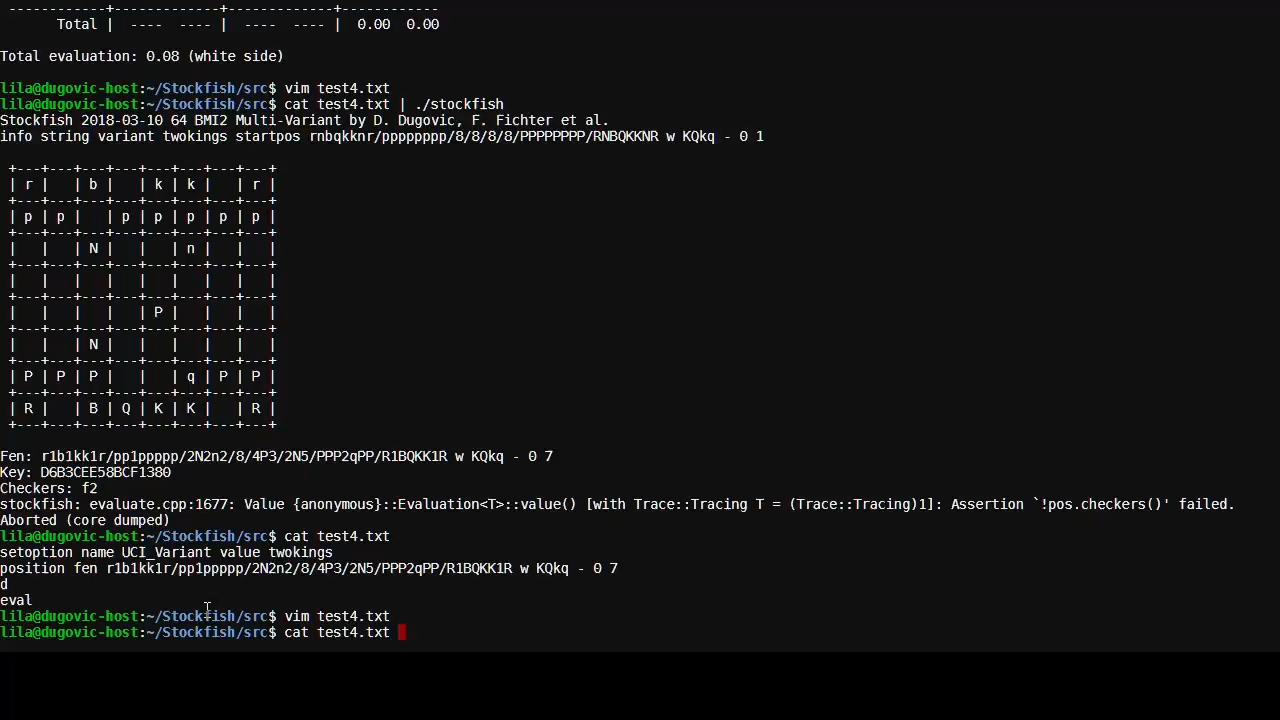 ------------+-------------+-------------+------------
Total | ---- ---- | ---- ---- | 0.00 0.00
Total evaluation: 0.08 (white side)
lila@dugovic-host:~/Stockfish/src$ vim test4.txt
lila@dugovic-host:~/Stockfish/src$ cat test4.txt | ./stockfish
Stockfish 2018-03-10 64 BMI2 Multi-Variant by D. Dugovic, F. Fichter et al.
info string variant twokings startpos rnbqkknr/pppppppp/8/8/8/8/PPPPPPPP/RNBQKKNR w KQkq - 0 1
+---+---+---+---+---+---+---+---+
| r |   | b |   | k | k |   | r |
+---+---+---+---+---+---+---+---+
| p | p |   | p | p | p | p | p |
+---+---+---+---+---+---+---+---+
|   |   | N |   |   | n |   |   |
+---+---+---+---+---+---+---+---+
|   |   |   |   |   |   |   |   |
+---+---+---+---+---+---+---+---+
|   |   |   |   | P |   |   |   |
+---+---+---+---+---+---+---+---+
|   |   | N |   |   |   |   |   |
+---+---+---+---+---+---+---+---+
| P | P | P |   |   | q | P | P |
+---+---+---+---+---+---+---+---+
| R |   | B | Q | K | K |   | R |
+---+---+---+---+---+---+---+---+
Fen: r1b1kk1r/pp1ppppp/2N2n2/8/4P3/2N5/PPP2qPP/R1BQKK1R w KQkq - 0 7
Key: D6B3CEE58BCF1380
Checkers: f2
stockfish: evaluate.cpp:1677: Value {anonymous}::Evaluation<T>::value() [with Trace::Tracing T = (Trace::Tracing)1]: Assertion `!pos.checkers()' failed.
Aborted (core dumped)
lila@dugovic-host:~/Stockfish/src$ cat test4.txt
setoption name UCI_Variant value twokings
position fen r1b1kk1r/pp1ppppp/2N2n2/8/4P3/2N5/PPP2qPP/R1BQKK1R w KQkq - 0 7
d
eval
lila@dugovic-host:~/Stockfish/src$ vim test4.txt
lila@dugovic-host:~/Stockfish/src$ cat test4.txt